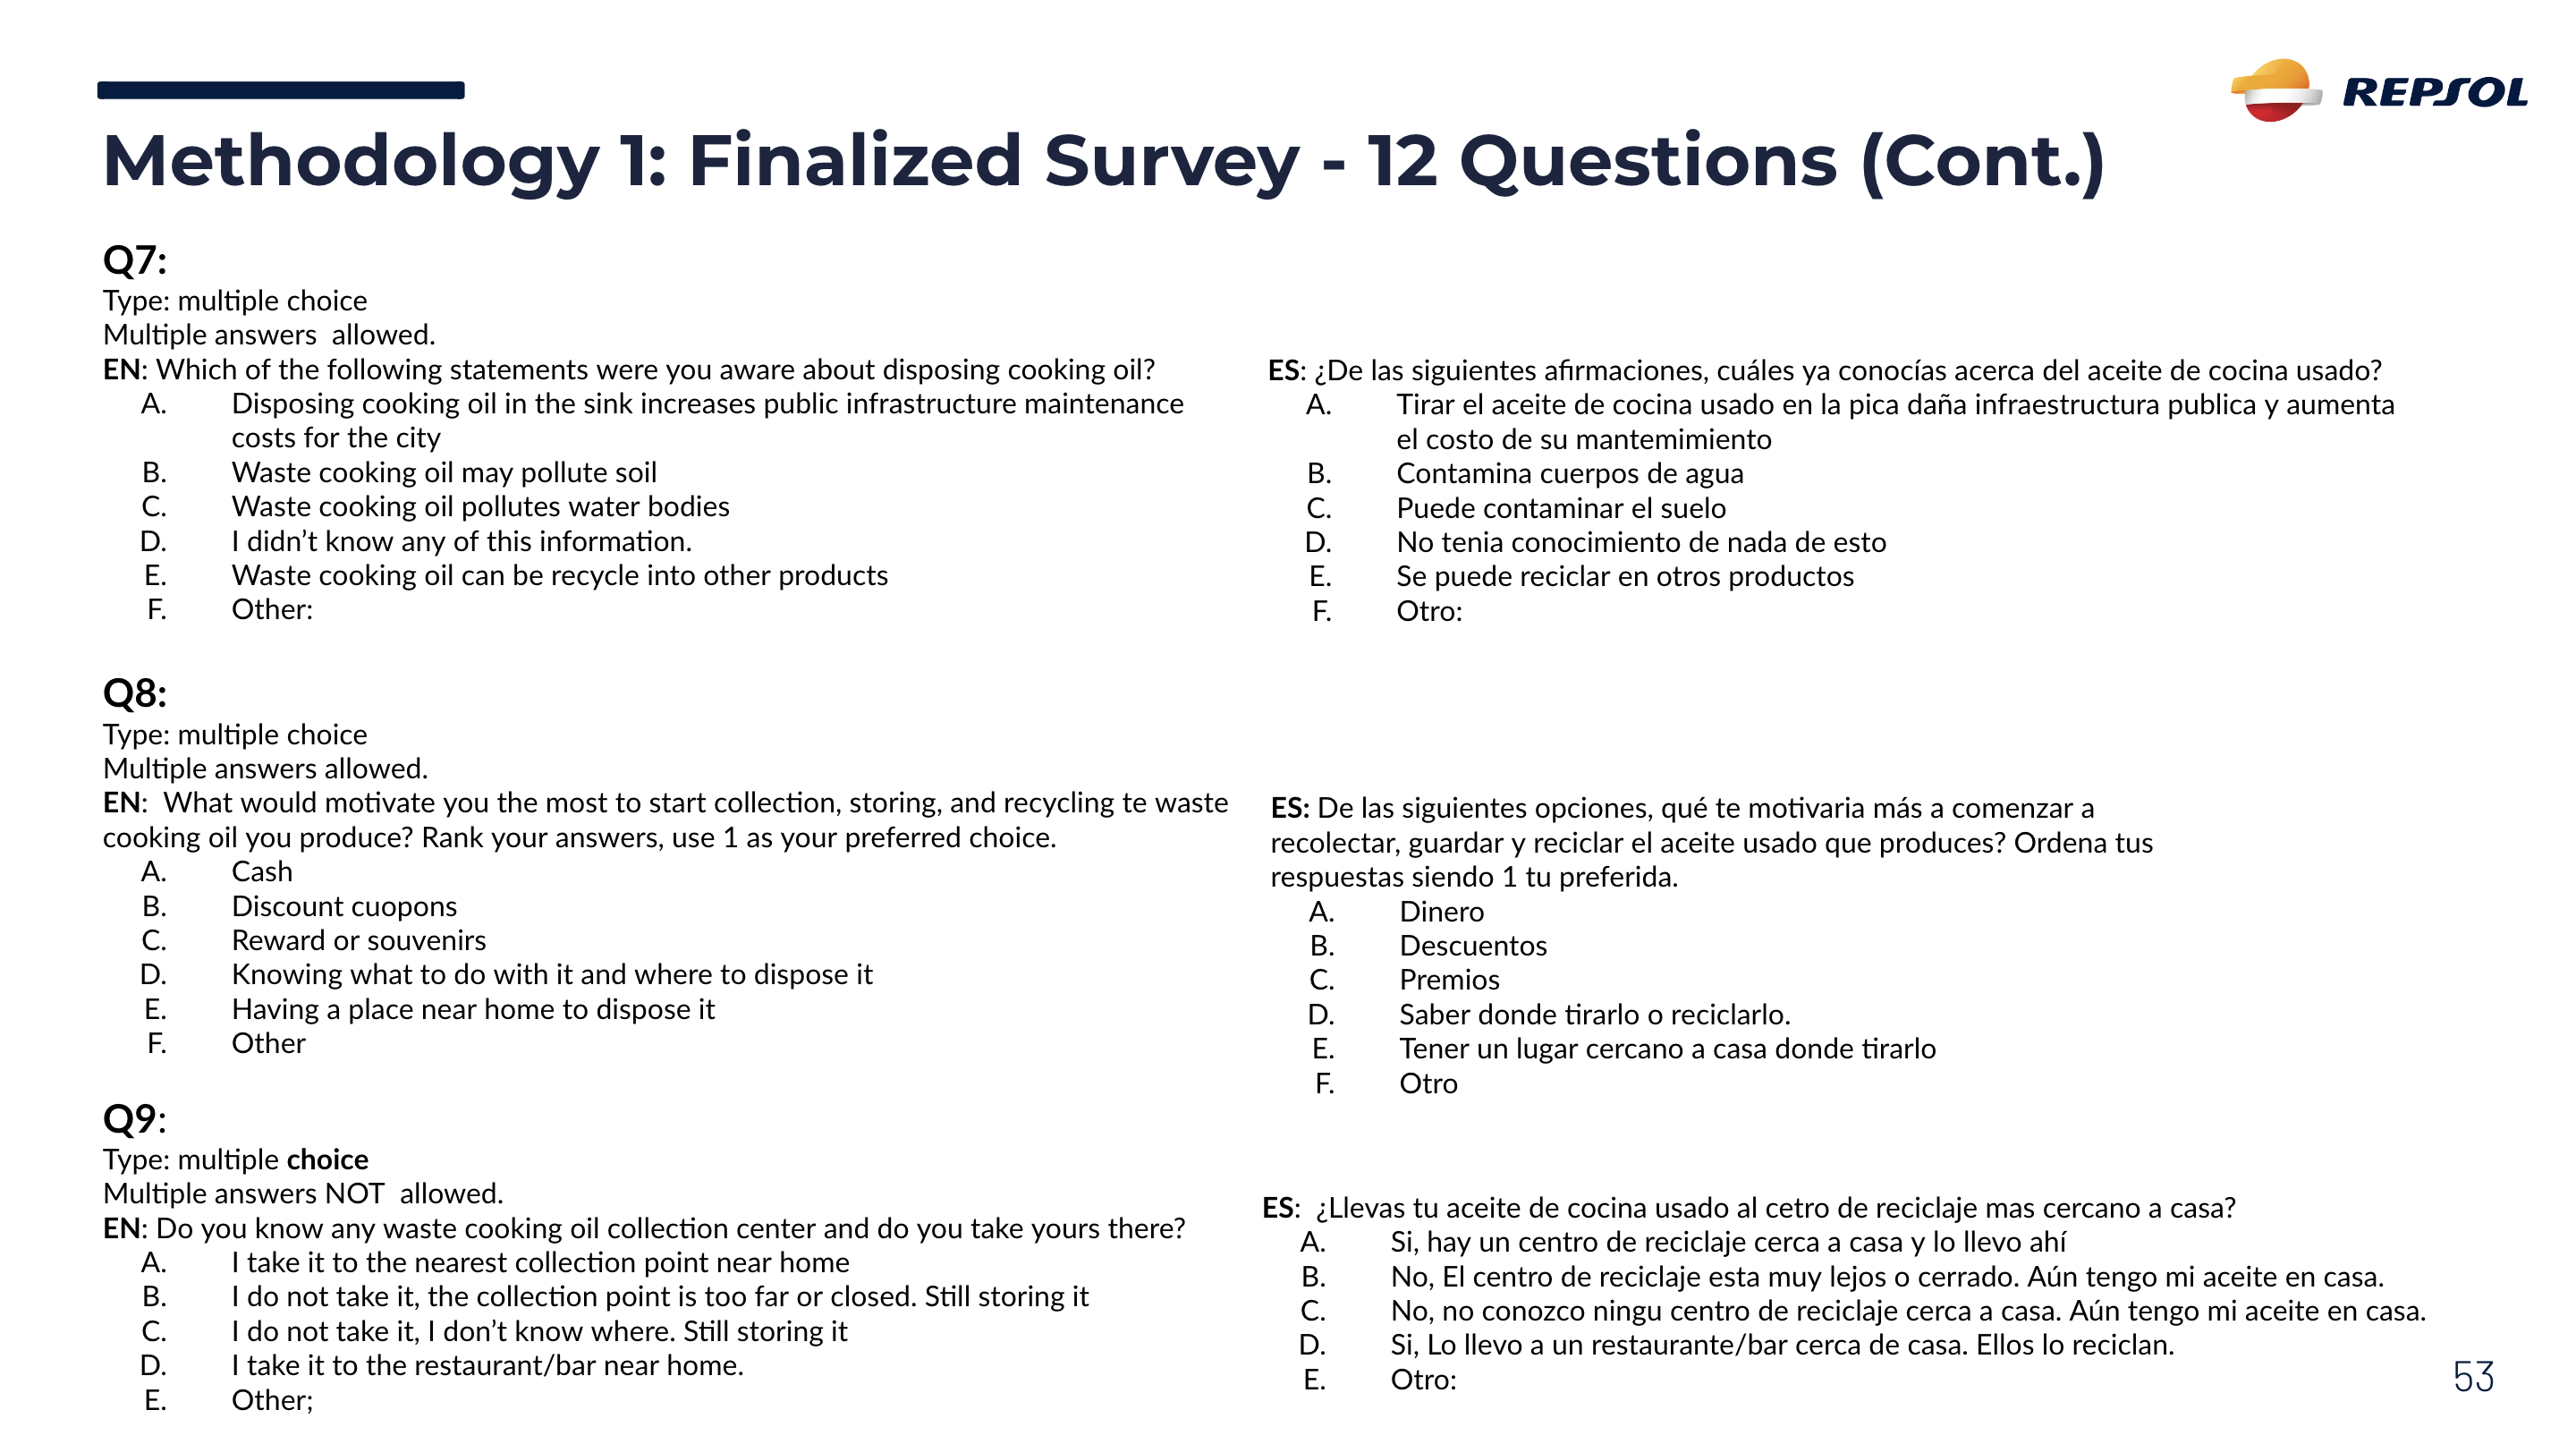 REPSOL
Methodology 1: Finalized Survey - 12 Questions (Cont.)
Q7:
Type: multiple choice
Multiple answers  allowed.
EN: Which of the following statements were you aware about disposing cooking oil?
A. Disposing cooking oil in the sink increases public infrastructure maintenance
costs for the city
B. Waste cooking oil may pollute soil
C. Waste cooking oil pollutes water bodies
D. I didn’t know any of this information.
E. Waste cooking oil can be recycle into other products
F. Other:
ES: ¿De las siguientes afirmaciones, cuáles ya conocías acerca del aceite de cocina usado?
A. Tirar el aceite de cocina usado en la pica daña infraestructura publica y aumenta
el costo de su mantemimiento
B. Contamina cuerpos de agua
C. Puede contaminar el suelo
D. No tenia conocimiento de nada de esto
E. Se puede reciclar en otros productos
F. Otro:
Q8:
Type: multiple choice
Multiple answers allowed.
EN:  What would motivate you the most to start collection, storing, and recycling te waste
cooking oil you produce? Rank your answers, use 1 as your preferred choice.
A. Cash
B. Discount cuopons
C. Reward or souvenirs
D. Knowing what to do with it and where to dispose it
E. Having a place near home to dispose it
F. Other
ES: De las siguientes opciones, qué te motivaria más a comenzar a
recolectar, guardar y reciclar el aceite usado que produces? Ordena tus
respuestas siendo 1 tu preferida.
A. Dinero
B. Descuentos
C. Premios
D. Saber donde tirarlo o reciclarlo.
E. Tener un lugar cercano a casa donde tirarlo
F. Otro
Q9:
Type: multiple choice
Multiple answers NOT  allowed.
EN: Do you know any waste cooking oil collection center and do you take yours there?
A. I take it to the nearest collection point near home
B. I do not take it, the collection point is too far or closed. Still storing it
C. I do not take it, I don’t know where. Still storing it
D. I take it to the restaurant/bar near home.
E. Other;
ES:  ¿Llevas tu aceite de cocina usado al cetro de reciclaje mas cercano a casa?
A. Si, hay un centro de reciclaje cerca a casa y lo llevo ahí
B. No, El centro de reciclaje esta muy lejos o cerrado. Aún tengo mi aceite en casa.
C. No, no conozco ningu centro de reciclaje cerca a casa. Aún tengo mi aceite en casa.
D. Si, Lo llevo a un restaurante/bar cerca de casa. Ellos lo reciclan.
E. Otro:
53